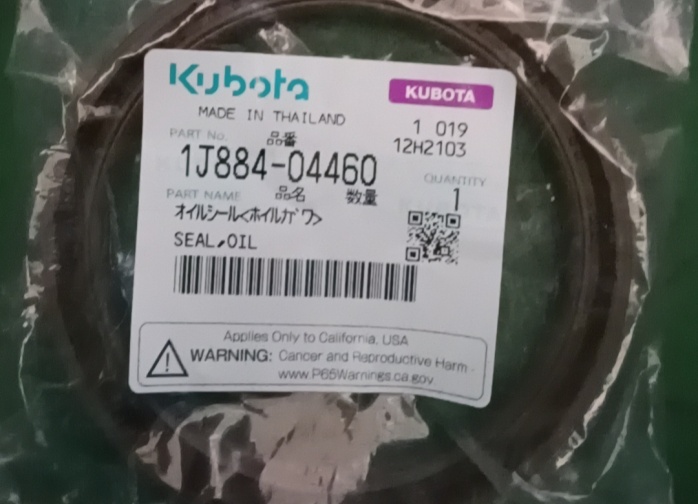 Kubota
KUBOTA
MADE IN THAILAND
1 019
PART No. 品番
12H2103
1J884-04460
QUANTITY
PART NAME 品名 数量 1
オイルシール<ホイルガワ>
SEAL,OIL
Applies Only to California, USA
WARNING: Cancer and Reproductive Harm -
www.P65Warnings.ca.gov